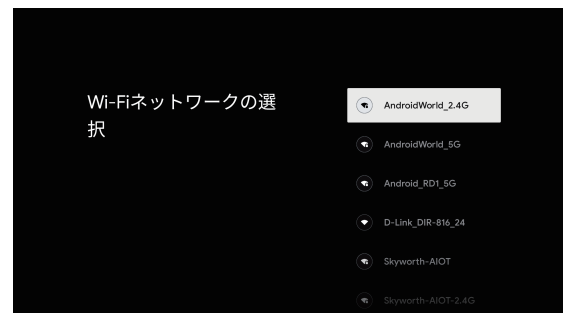 Wi-Fiネットワークの選
択
AndroidWorld_2.4G
AndroidWorld_5G
Android_RD1_5G
D-Link_DIR-816_24
Skyworth-AIOT
Skyworth-AIOT-2.4G